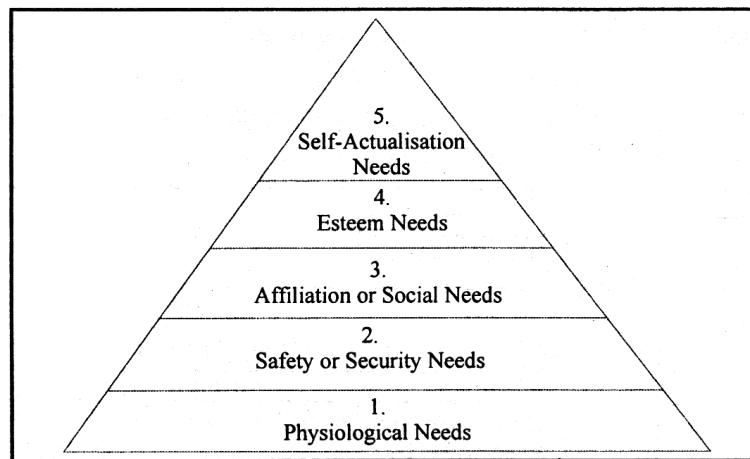 5.
Self-Actualisation
Needs
4.
Esteem Needs
3.
Affiliation or Social Needs
2.
Safety or Security Needs
1.
Physiological Needs